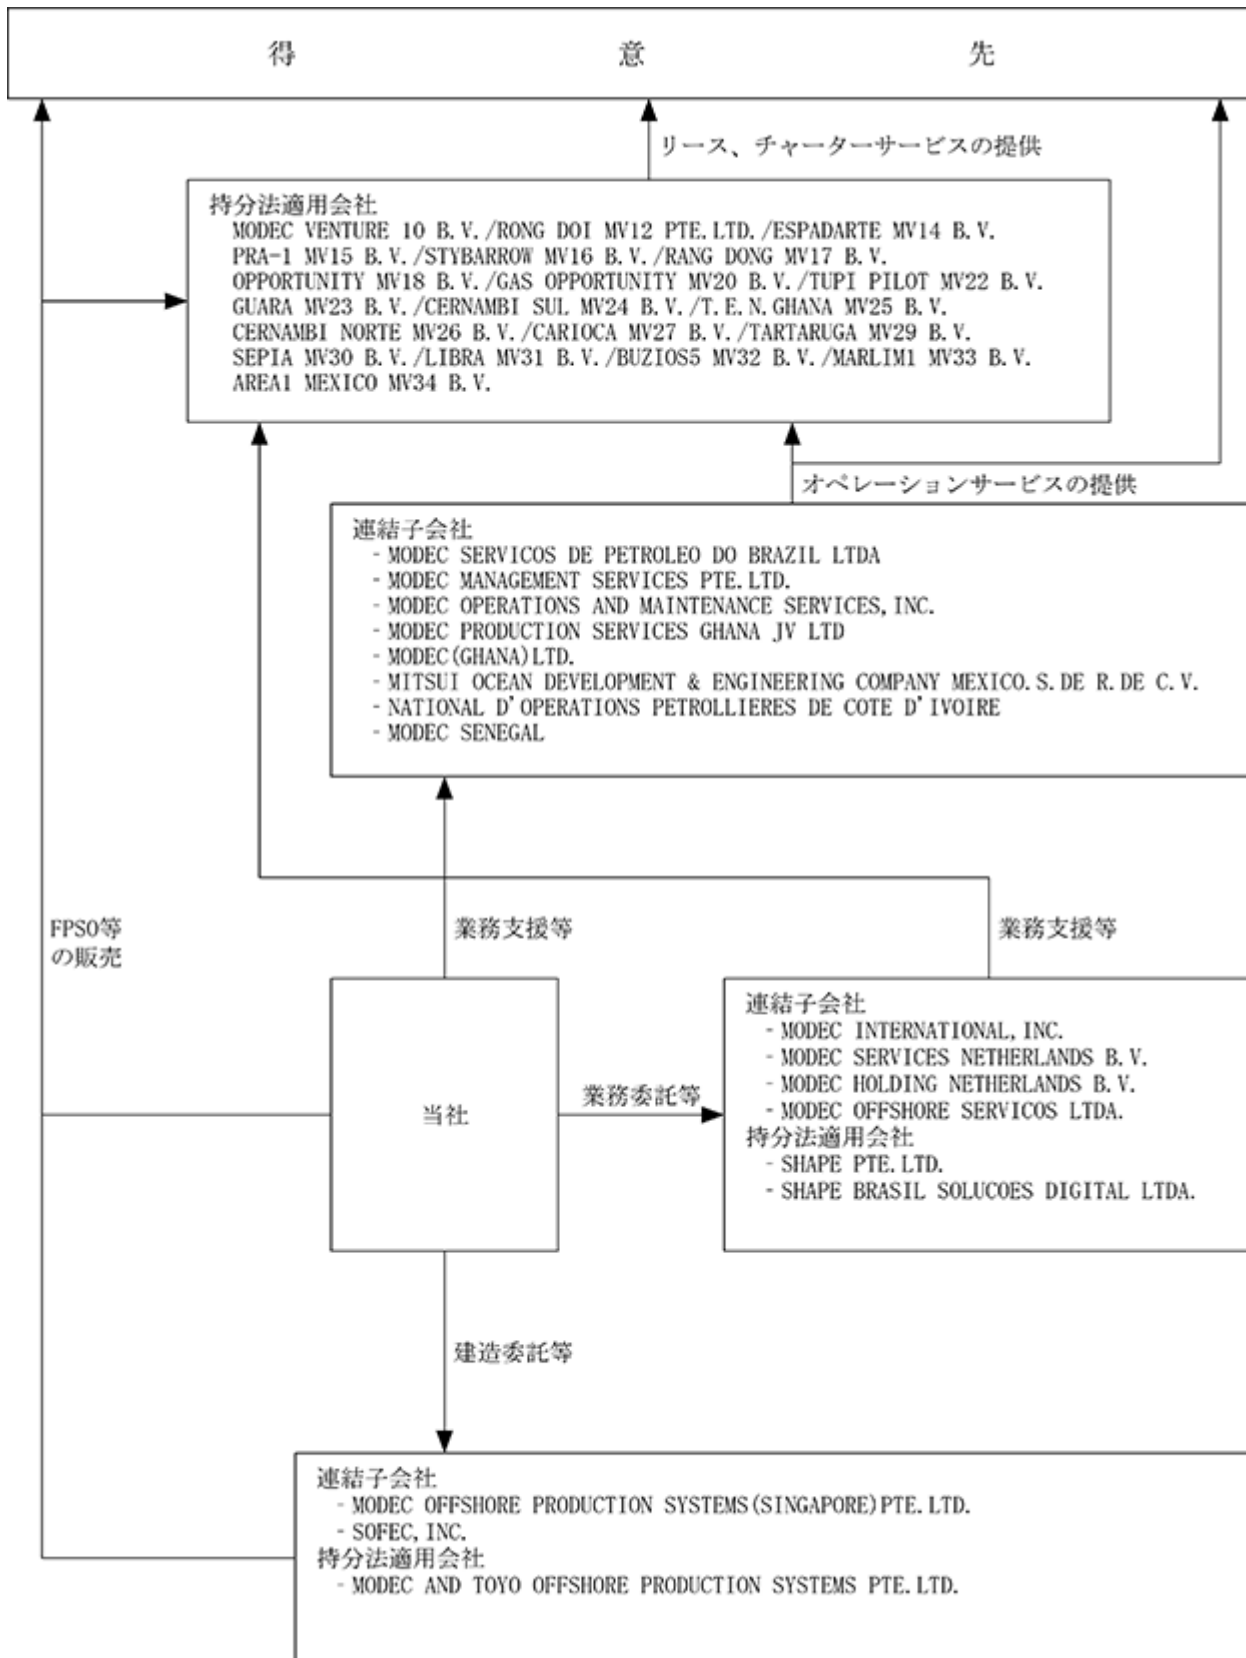 得意先
リース、チャーターサービスの提供
持分法適用会社
MODEC VENTURE 10 B.V./RONG DOI MV12 PTE.LTD./ESPADARTE MV14 B.V.
PRA-1 MV15 B.V./STYBARROW MV16 B.V./RANG DONG MV17 B.V.
OPPORTUNITY MV18 B.V./GAS OPPORTUNITY MV20 B.V./TUPI PILOT MV22 B.V.
GUARA MV23 B.V./CERNAMBI SUL MV24 B.V./T.E.N.GHANA MV25 B.V.
CERNAMBI NORTE MV26 B.V./CARIOCA MV27 B.V./TARTARUGA MV29 B.V.
SEPIA MV30 B.V./LIBRA MV31 B.V./BUZIOS5 MV32 B.V./MARLIM1 MV33 B.V.
AREA1 MEXICO MV34 B.V.
オペレーションサービスの提供
連結子会社
- MODEC SERVICOS DE PETROLEO DO BRAZIL LTDA
- MODEC MANAGEMENT SERVICES PTE.LTD.
- MODEC OPERATIONS AND MAINTENANCE SERVICES,INC.
- MODEC PRODUCTION SERVICES GHANA JV LTD
- MODEC(GHANA)LTD.
- MITSUI OCEAN DEVELOPMENT & ENGINEERING COMPANY MEXICO.S.DE R.DE C.V.
- NATIONAL D'OPERATIONS PETROLLIERES DE COTE D'IVOIRE
- MODEC SENEGAL
FPSO等
の販売
業務支援等
業務支援等
当社
業務委託等
連結子会社
- MODEC INTERNATIONAL,INC.
- MODEC SERVICES NETHERLANDS B.V.
- MODEC HOLDING NETHERLANDS B.V.
- MODEC OFFSHORE SERVICOS LTDA.
持分法適用会社
- SHAPE PTE.LTD.
- SHAPE BRASIL SOLUCOES DIGITAL LTDA.
建造委託等
連結子会社
- MODEC OFFSHORE PRODUCTION SYSTEMS(SINGAPORE)PTE.LTD.
- SOFEC,INC.
持分法適用会社
- MODEC AND TOYO OFFSHORE PRODUCTION SYSTEMS PTE.LTD.